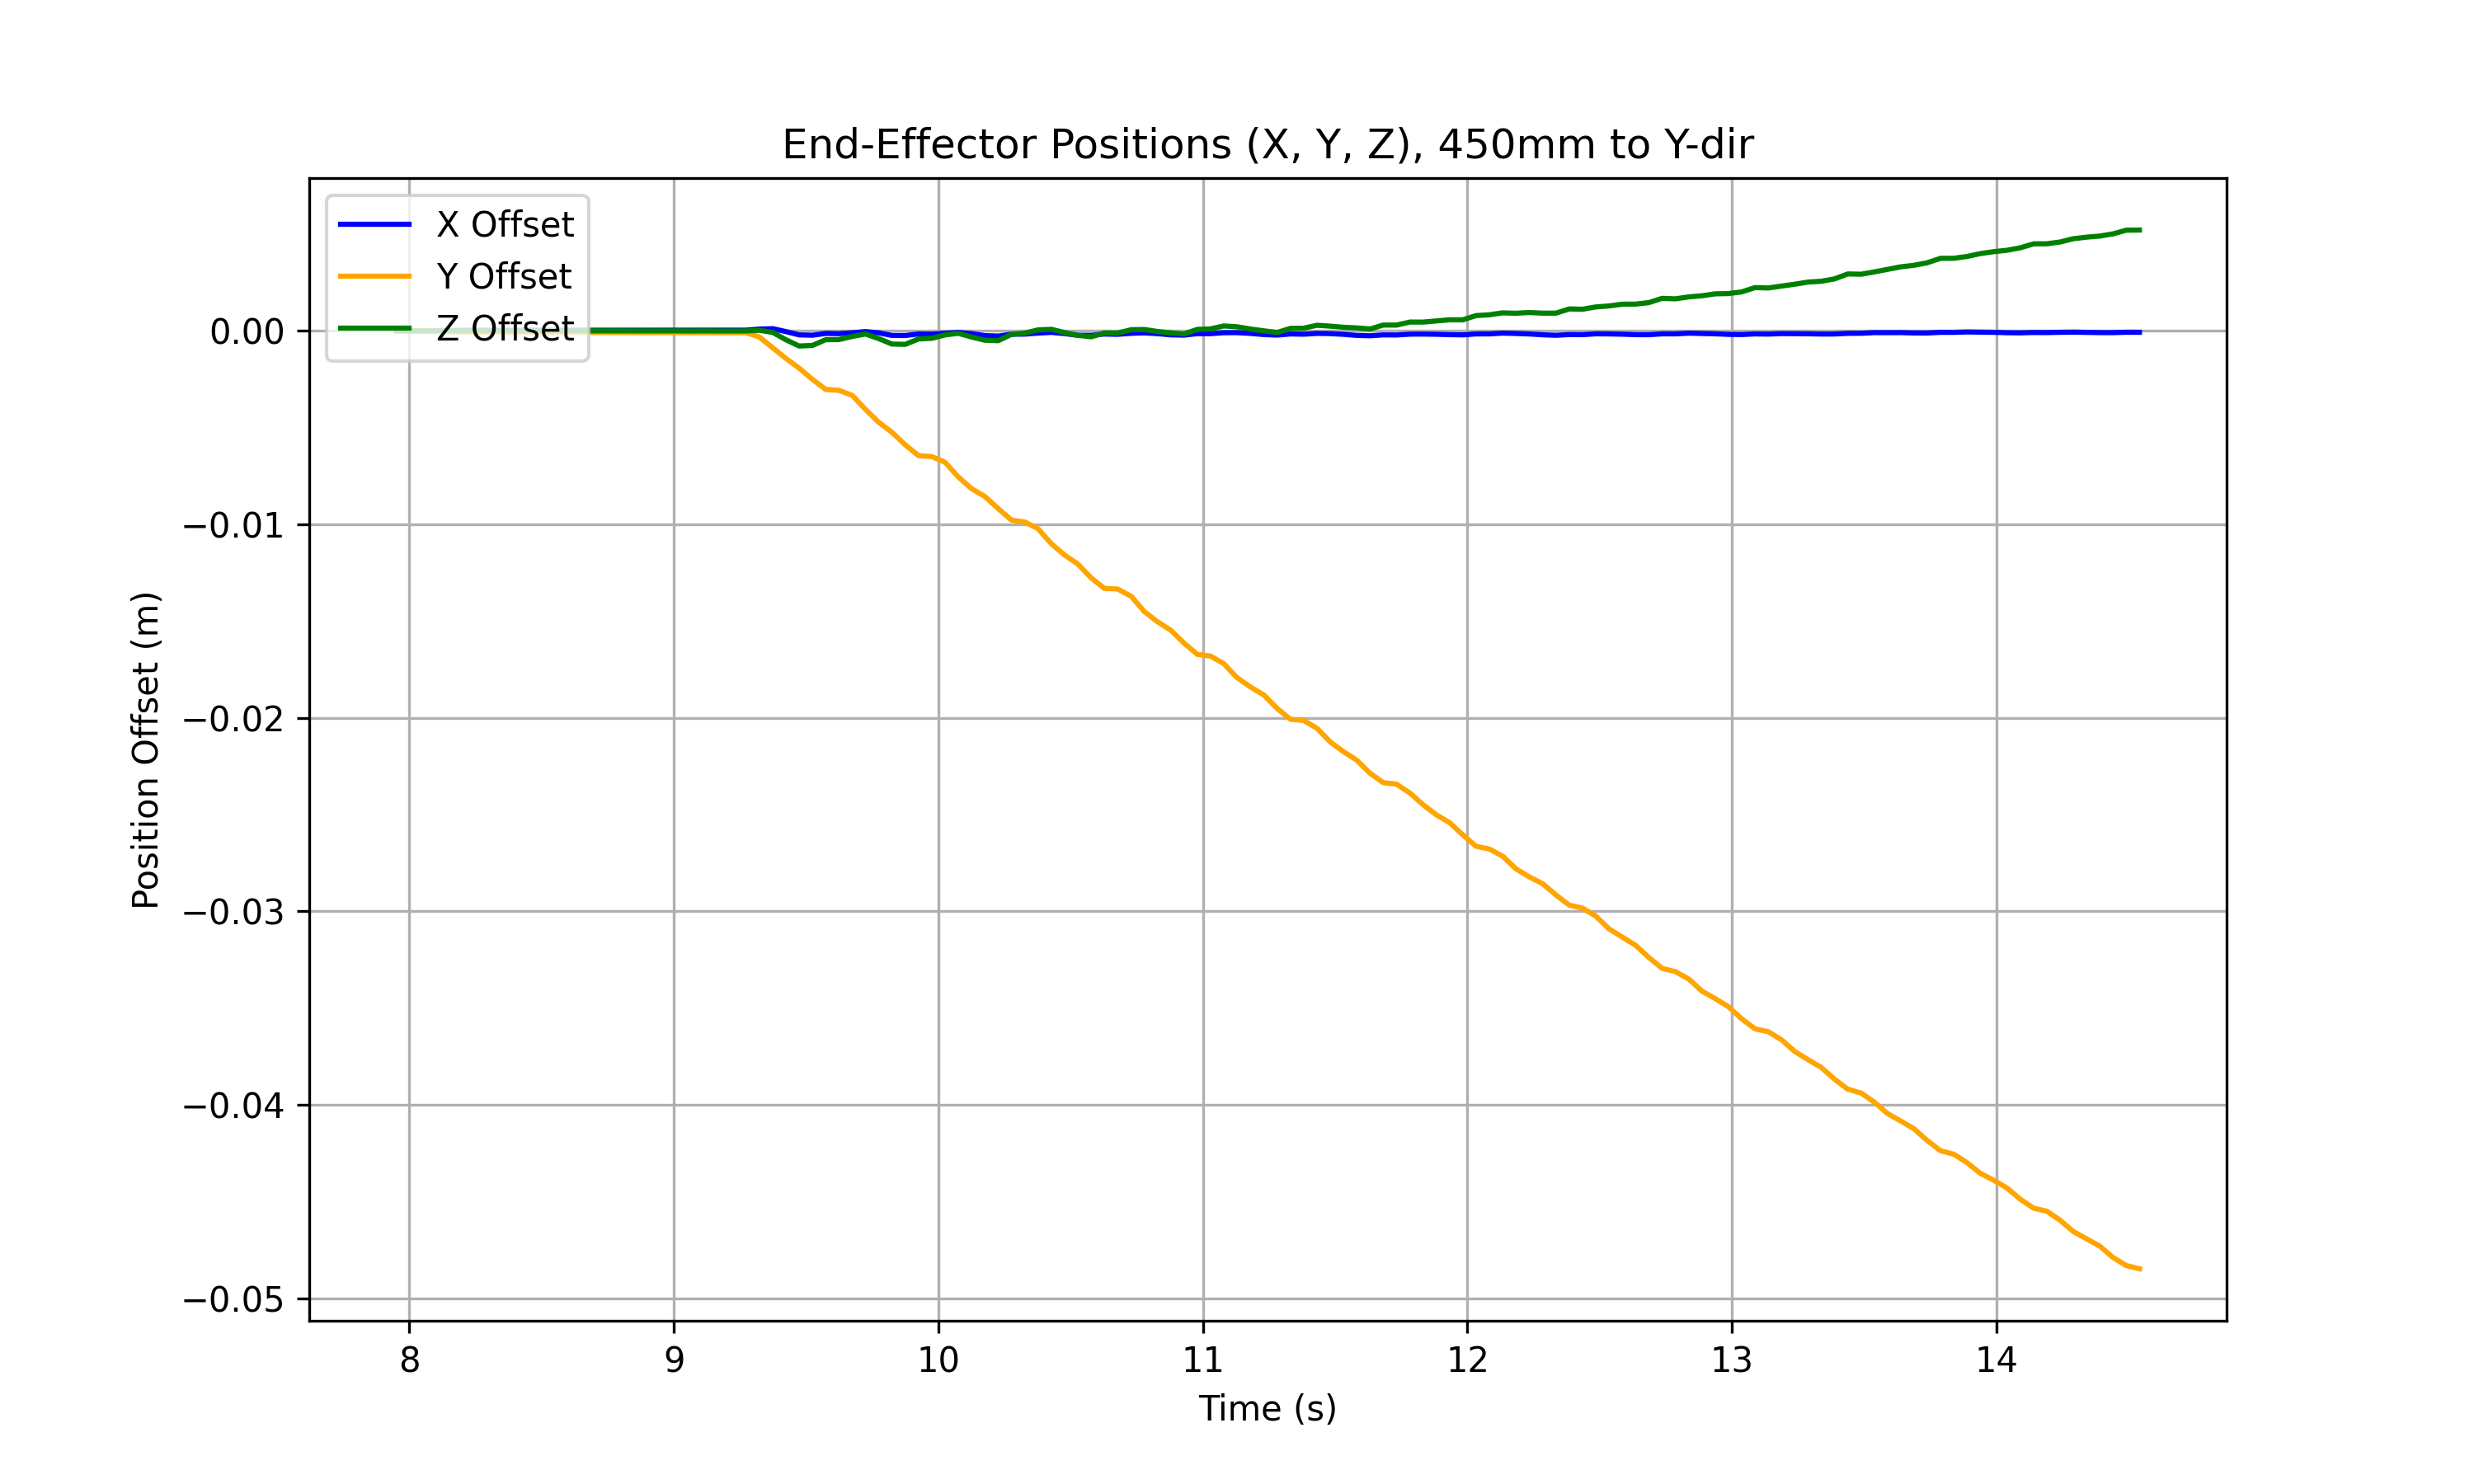 End-Effector Positions (X, Y, Z), 450mm to Y-dir
X Offset
Y Offset
Z Offset
0.00
−0.01
−0.02
−0.03
−0.04
−0.05
Position Offset (m)
8 9 10 11 12 13 14
Time (s)